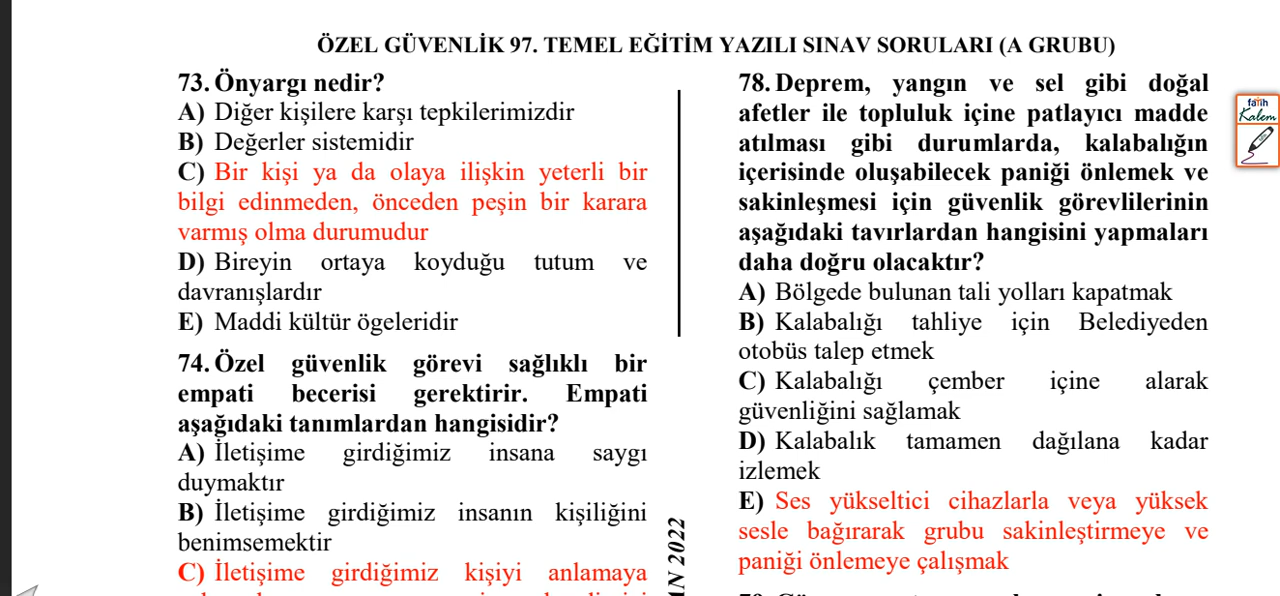 ÖZEL GÜVENLİK 97. TEMEL EĞİTİM YAZILI SINAV SORULARI (A GRUBU)
73. Önyargı nedir?
A) Diğer kişilere karşı tepkilerimizdir
B) Değerler sistemidir
C) Bir kişi ya da olaya ilişkin yeterli bir
bilgi edinmeden, önceden peşin bir karara
varmış olma durumudur
D) Bireyin ortaya koyduğu tutum ve
davranışlardır
E) Maddi kültür ögeleridir
74. Özel güvenlik görevi sağlıklı bir
empati becerisi gerektirir. Empati
aşağıdaki tanımlardan hangisidir?
A) İletişime girdiğimiz insana saygı
duymaktır
B) İletişime girdiğimiz insanın kişiliğini
benimsemektir
C) İletişime girdiğimiz kişiyi anlamaya
78. Deprem, yangın ve sel gibi doğal
afetler ile topluluk içine patlayıcı madde
atılması gibi durumlarda, kalabalığın
içerisinde oluşabilecek paniği önlemek ve
sakinleşmesi için güvenlik görevlilerinin
aşağıdaki tavırlardan hangisini yapmaları
daha doğru olacaktır?
A) Bölgede bulunan tali yolları kapatmak
B) Kalabalığı tahliye için Belediyeden
otobüs talep etmek
C) Kalabalığı çember içine alarak
güvenliğini sağlamak
D) Kalabalık tamamen dağılana kadar
izlemek
E) Ses yükseltici cihazlarla veya yüksek
sesle bağırarak grubu sakinleştirmeye ve
paniği önlemeye çalışmak
2022
fatih
Kalem